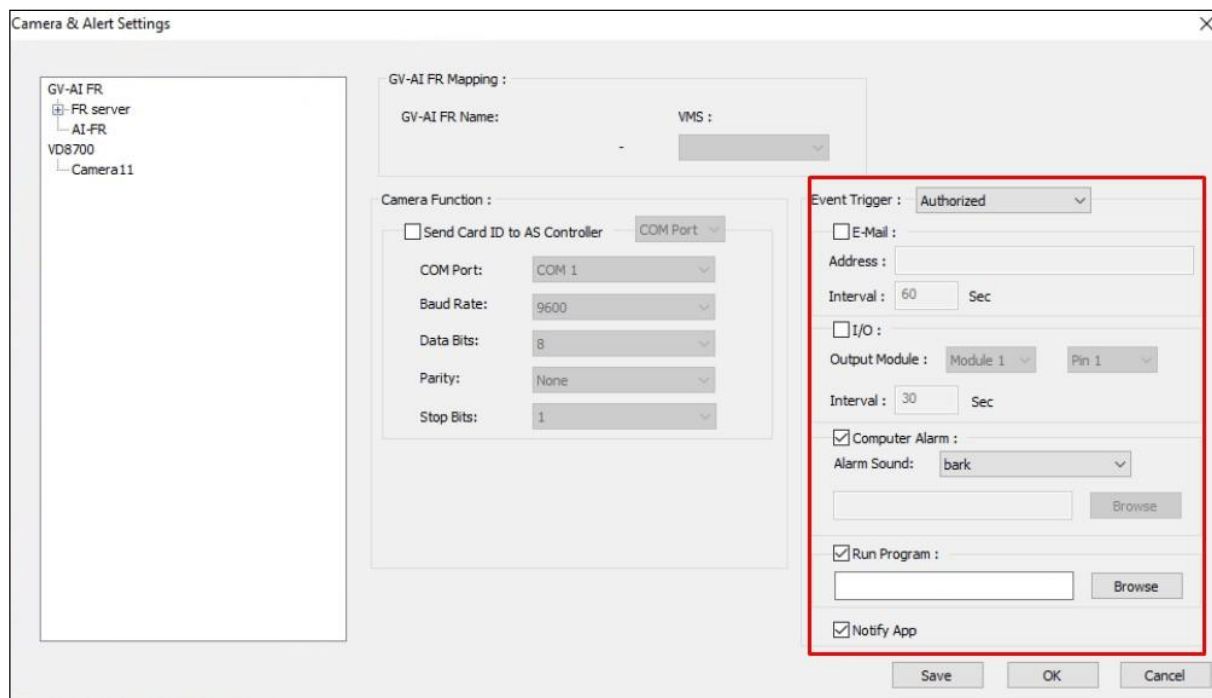 Camera & Alert Settings
GV-AI FR
FR server
AI-FR
VD8700
Camera11
GV-AI FR Mapping :
GV-AI FR Name:
VMS :
-
Camera Function :
Send Card ID to AS Controller
COM Port
COM Port:
COM 1
Baud Rate:
9600
Data Bits:
8
Parity:
None
Stop Bits:
1
Event Trigger :
Authorized
E-Mail :
Address :
Interval :
60
Sec
I/O :
Output Module :
Module 1
Pin 1
Interval :
30
Sec
Computer Alarm :
Alarm Sound:
bark
Browse
Run Program :
Browse
Notify App
Save
OK
Cancel